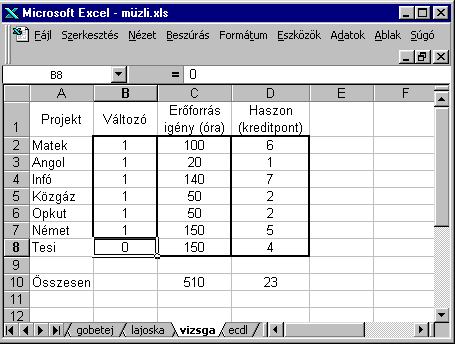 Microsoft Excel - müzli.xls
Fájl Szerkesztés Nézet Beszúrás Formátum Eszközök Adatok Ablak Súgó
B8 = 0
A B C D E F
1 Projekt Változó Erőforrás igény (óra) Haszon (kreditpont)
2 Matek 1 100 6
3 Angol 1 20 1
4 Infó 1 140 7
5 Közgáz 1 50 2
6 Opkut 1 50 2
7 Német 1 150 5
8 Tesi 0 150 4
9
10 Összesen 510 23
11
12
gobetej lajoska vizsga ecdl